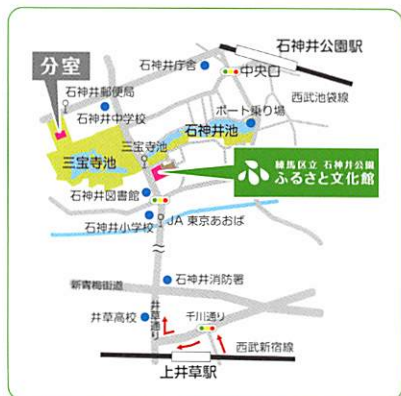 石神井公園駅
石神井庁舎
中央口
分室
西武池袋線
石神井郵便局
石神井中学校
ボート乗り場
石神井池
三宝寺池
三宝寺池
練馬区立 石神井公園
ふるさと文化館
石神井図書館
石神井小学校
JA 東京あおば
石神井消防署
新青梅街道
井草通り
井草高校
千川通り
西武新宿線
上井草駅